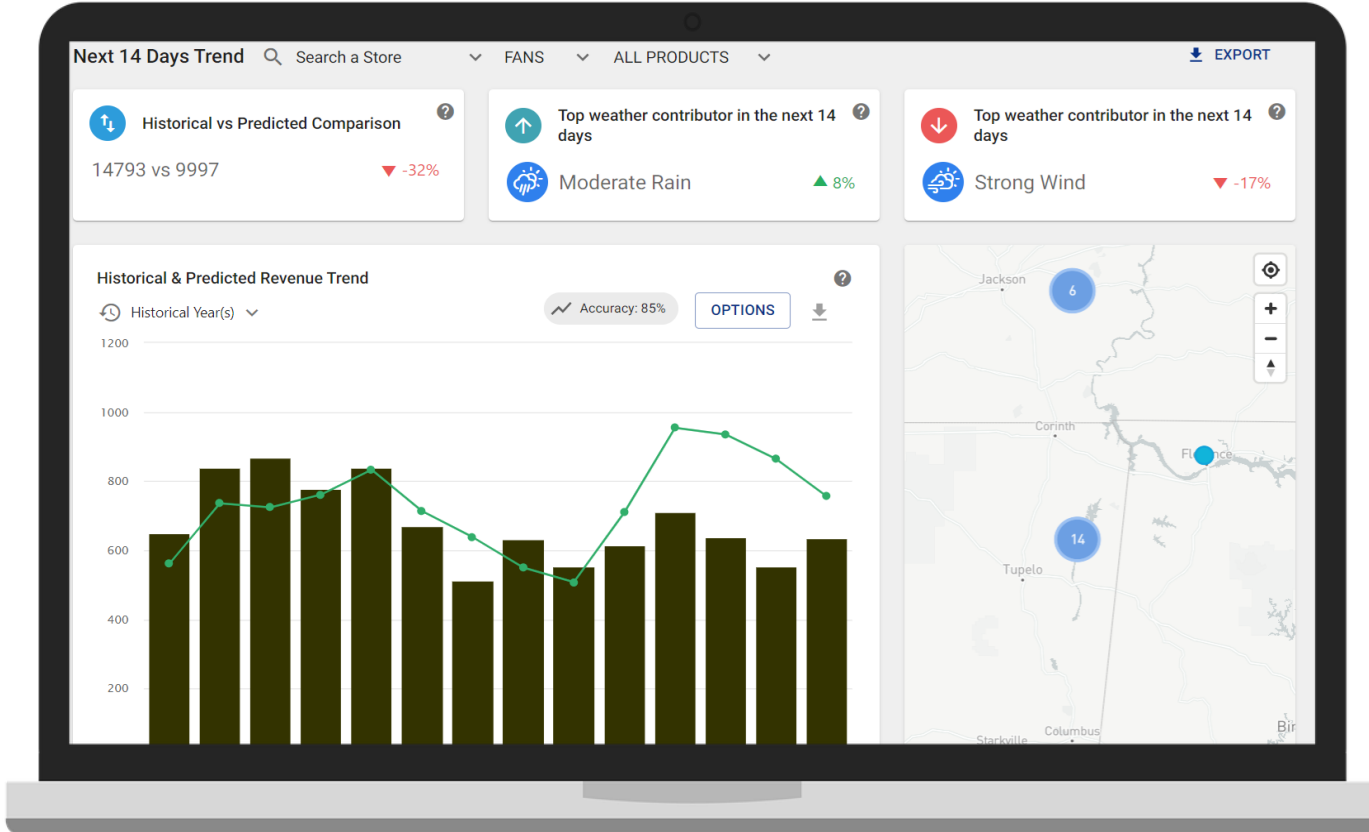 Next 14 Days Trend
Search a Store
FANS
ALL PRODUCTS
EXPORT
Historical vs Predicted Comparison
14793 vs 9997
-32%
Top weather contributor in the next 14
days
Moderate Rain
8%
Top weather contributor in the next 14
days
Strong Wind
-17%
Historical & Predicted Revenue Trend
Historical Year(s)
Accuracy: 85%
OPTIONS
1200
1000
800
600
400
200
Jackson
6
Corinth
14
Tupelo
Columbus
Starkville
Bir